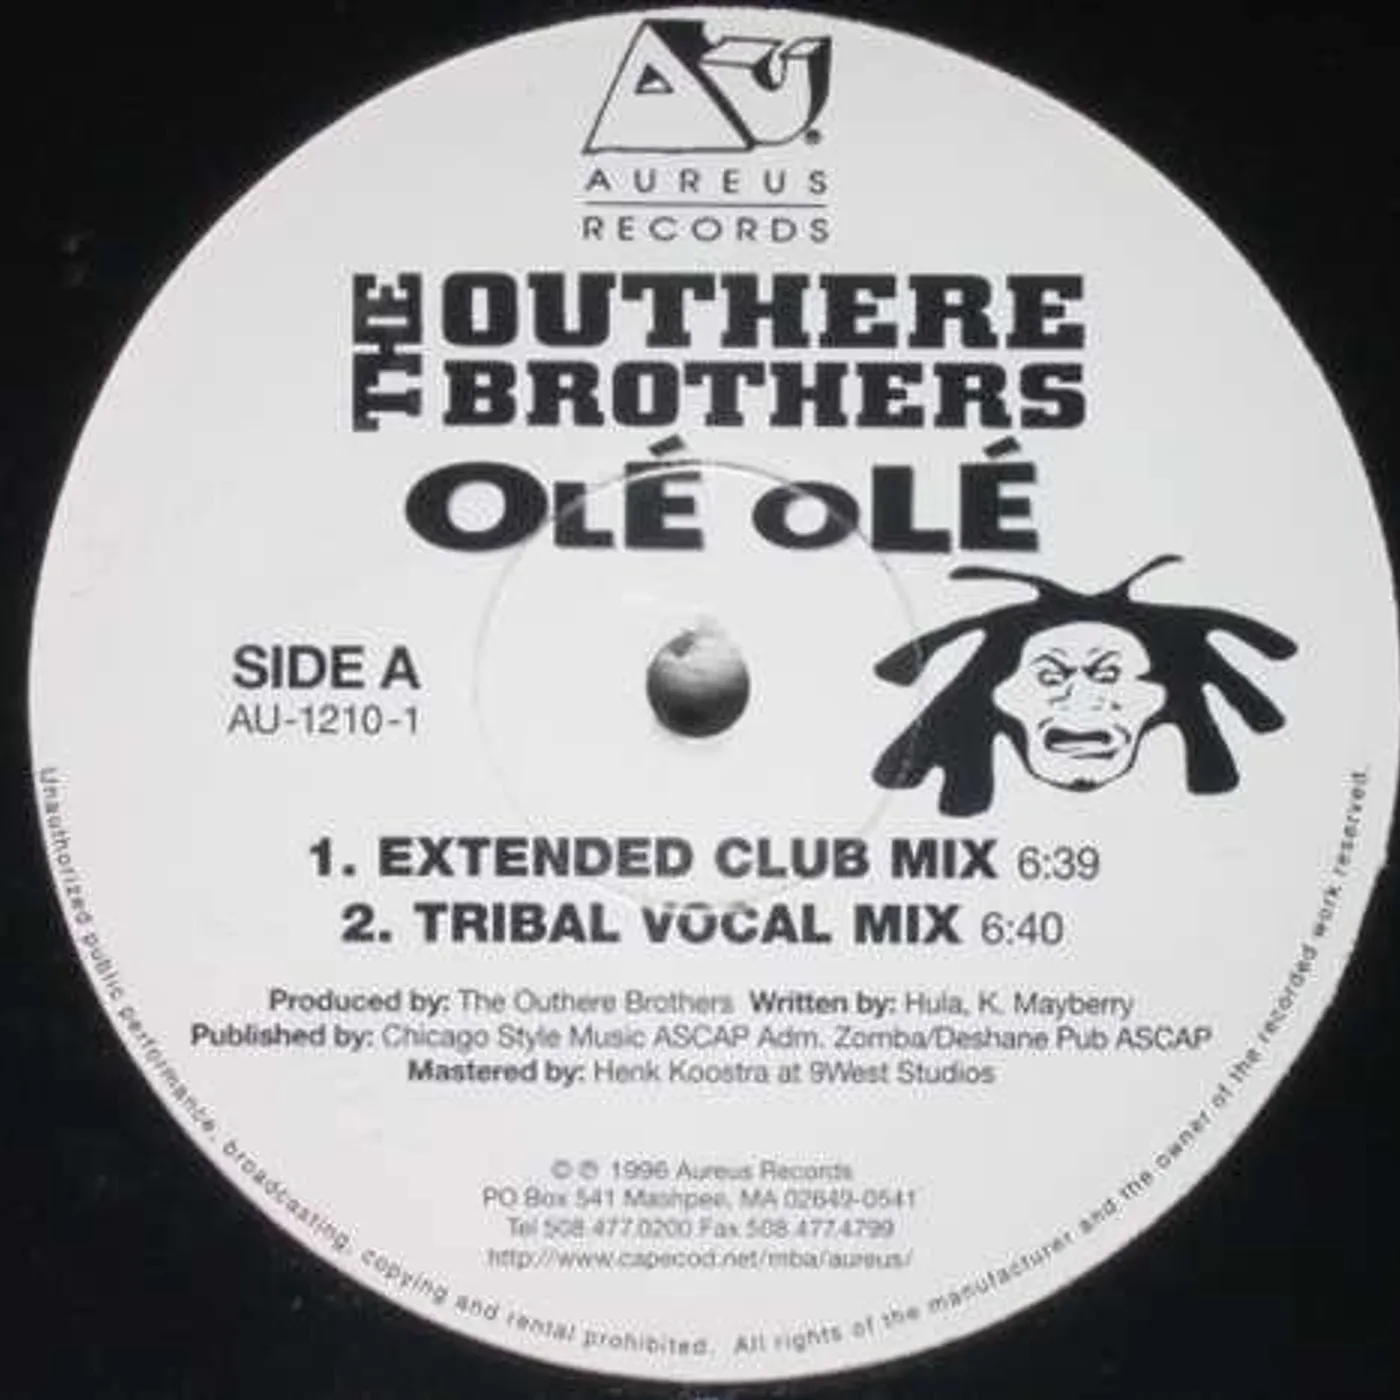 AU
AUREUS
RECORDS
THE OUTHERE
BROTHERS
OLÉ OLÉ
SIDE A
AU-1210-1
1. EXTENDED CLUB MIX 6:39
2. TRIBAL VOCAL MIX 6:40
Produced by: The Outhere Brothers Written by: Hula, K. Mayberry
Published by: Chicago Style Music ASCAP Adm. Zomba/Deshane Pub ASCAP
Mastered by: Henk Koostra at 9West Studios
© ℗ 1996 Aureus Records
PO Box 541 Mashpee, MA 02649-0541
Tel 508.477.0200 Fax 508.477.4799
http://www.capecod.net/mba/aureus/
Unauthorized public performance, broadcasting, copying and rental prohibited. All rights of the manufacturer and the owner of the recorded work reserved.